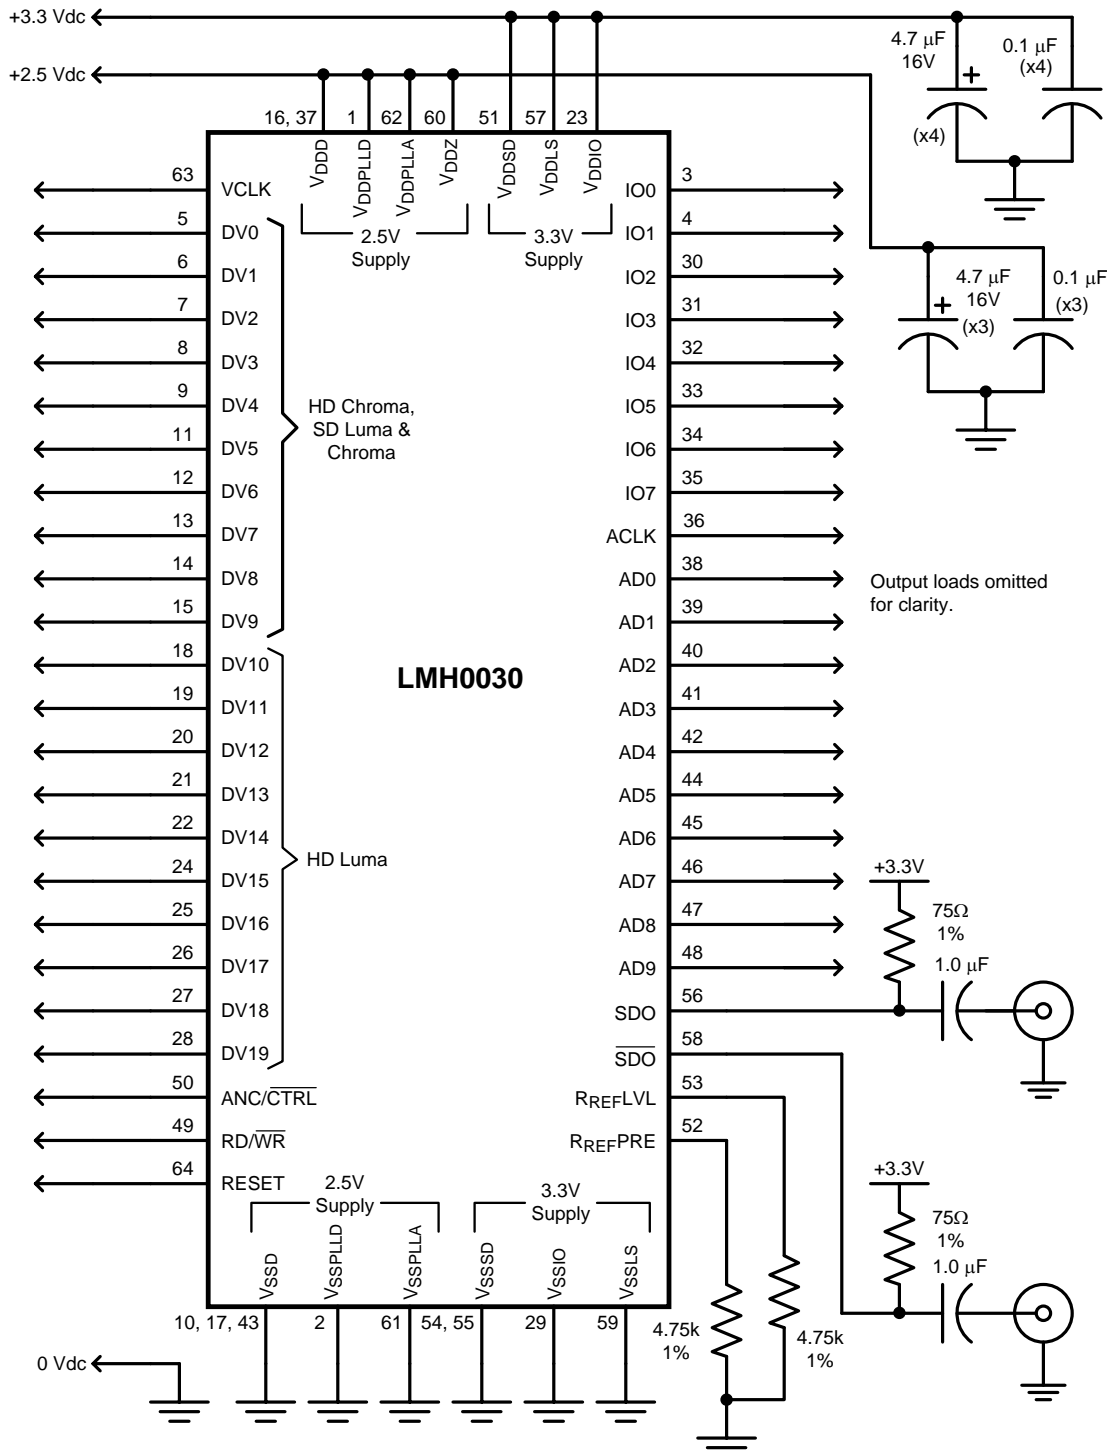 +3.3 Vdc
4.7 µF
16V
(x4)
0.1 µF
(x4)
+2.5 Vdc
16, 37
1
62
60
51
57
23
VDDD
VDDPLLD
VDDPLLA
VDDZ
VDDSD
VDDLS
VDDIO
2.5V
Supply
3.3V
Supply
4.7 µF
16V
(x3)
0.1 µF
(x3)
63 VCLK
5 DV0
6 DV1
7 DV2
8 DV3
9 DV4
11 DV5
12 DV6
13 DV7
14 DV8
15 DV9
HD Chroma,
SD Luma &
Chroma
18 DV10
19 DV11
20 DV12
21 DV13
22 DV14
24 DV15
25 DV16
26 DV17
27 DV18
28 DV19
HD Luma
50 ANC/CTRL
49 RD/WR
64 RESET
LMH0030
IO0 3
IO1 4
IO2 30
IO3 31
IO4 32
IO5 33
IO6 34
IO7 35
ACLK 36
AD0 38
AD1 39
AD2 40
AD3 41
AD4 42
AD5 44
AD6 45
AD7 46
AD8 47
AD9 48
SDO 56
SDO 58
RREFLVL 53
RREFPRE 52
Output loads omitted
for clarity.
+3.3V
75Ω
1%
1.0 µF
+3.3V
75Ω
1%
1.0 µF
2.5V
Supply
3.3V
Supply
VSSD
VSSPLLD
VSSPLLA
VSSSD
VSSIO
VSSLS
10, 17, 43
2
61
54, 55
29
59
4.75k
1%
4.75k
1%
0 Vdc